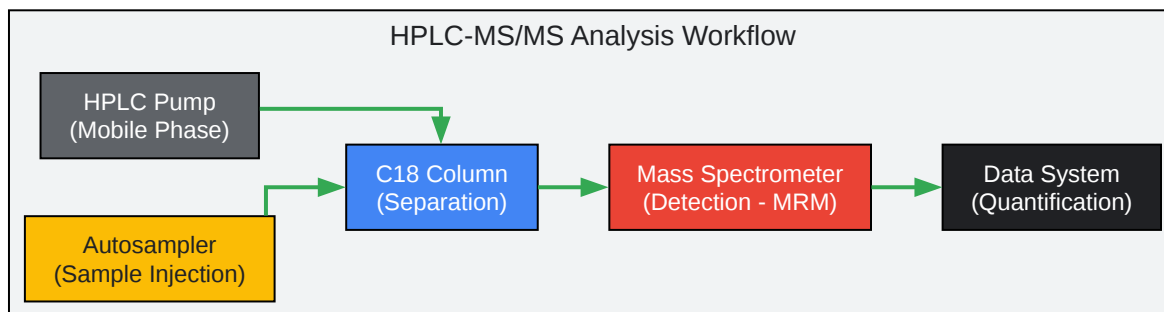 HPLC-MS/MS Analysis Workflow
HPLC Pump
(Mobile Phase)
C18 Column
(Separation)
Mass Spectrometer
(Detection - MRM)
Data System
(Quantification)
Autosampler
(Sample Injection)